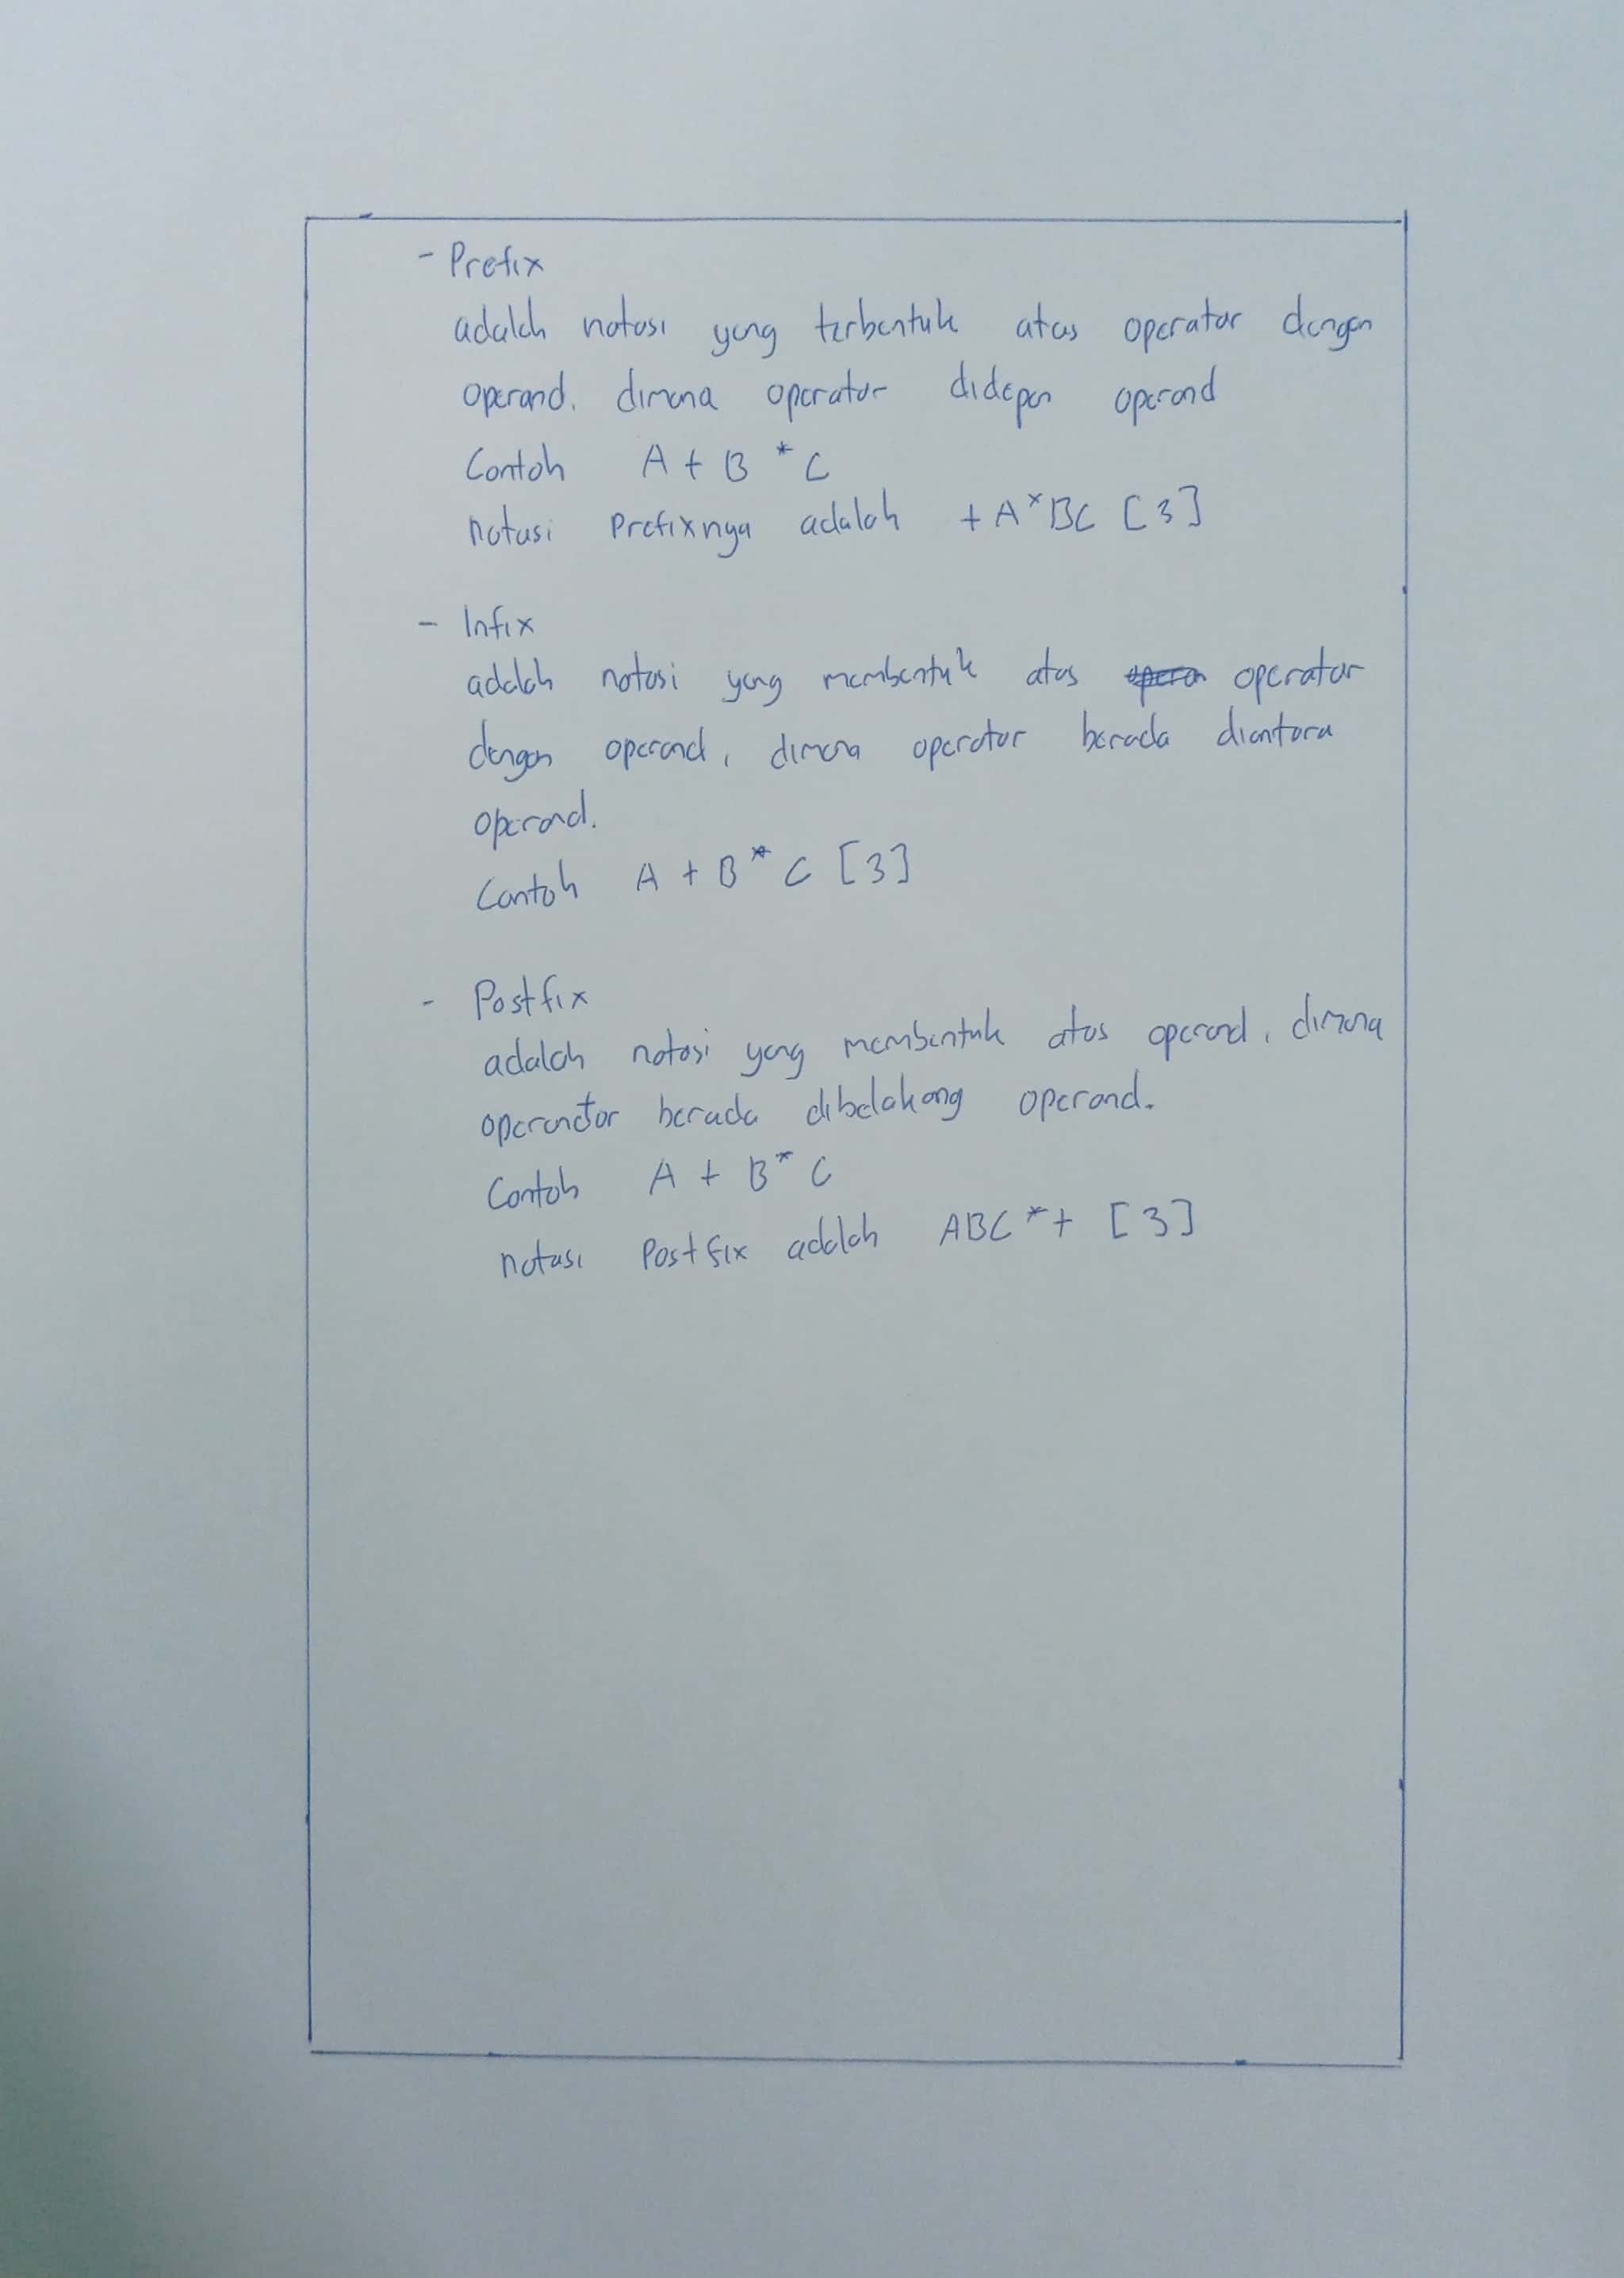 - Prefix
adalah notasi yang terbentuk atas operator dengan
operand. dimana operator didepan operand
Contoh A + B * C
notasi Prefixnya adalah + A * BC [3]
- Infix
adalah notasi yang membentuk atas operator
dengan operand, dimana operator berada diantara
operand.
Contoh A + B * C [3]
- Postfix
adalah notasi yang membentuk atas operand, dimana
operandtor berada dibelakang operand.
Contoh A + B * C
notasi Postfix adalah ABC * + [3]